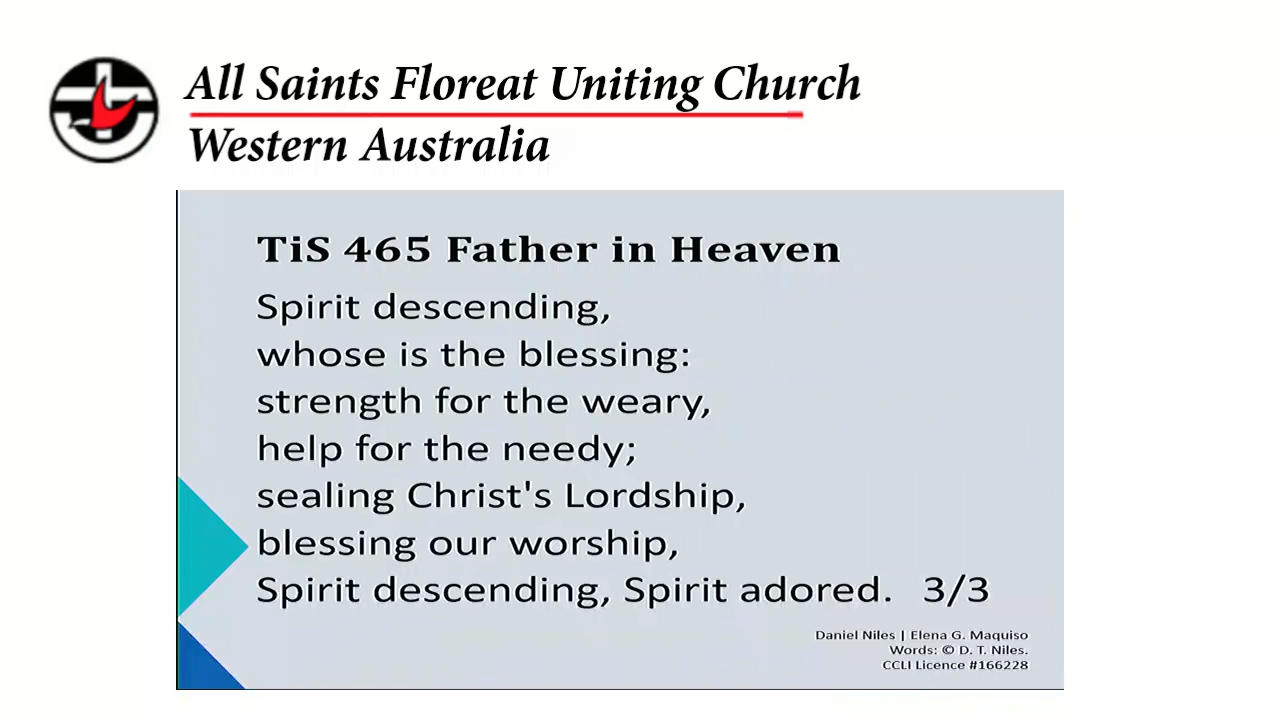 All Saints Floreat Uniting Church
Western Australia
TiS 465 Father in Heaven
Spirit descending,
whose is the blessing:
strength for the weary,
help for the needy;
sealing Christ's Lordship,
blessing our worship,
Spirit descending, Spirit adored. 3/3
Daniel Niles | Elena G. Maquiso
Words: © D. T. Niles.
CCLI Licence #166228